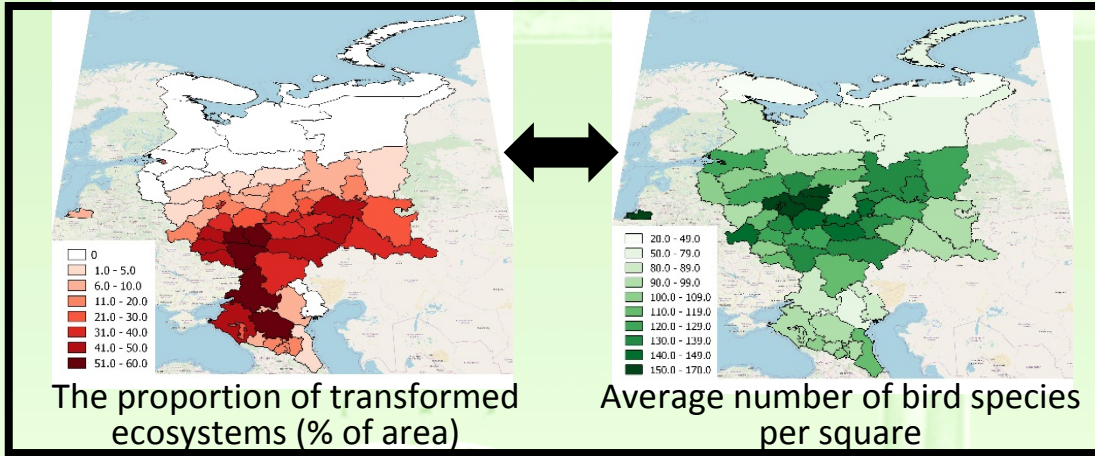 0
1.0 - 5.0
6.0 - 10.0
11.0 - 20.0
21.0 - 30.0
31.0 - 40.0
41.0 - 50.0
51.0 - 60.0
20.0 - 49.0
50.0 - 79.0
80.0 - 89.0
90.0 - 99.0
100.0 - 109.0
110.0 - 119.0
120.0 - 129.0
130.0 - 139.0
140.0 - 149.0
150.0 - 170.0
The proportion of transformed
ecosystems (% of area)
Average number of bird species
per square